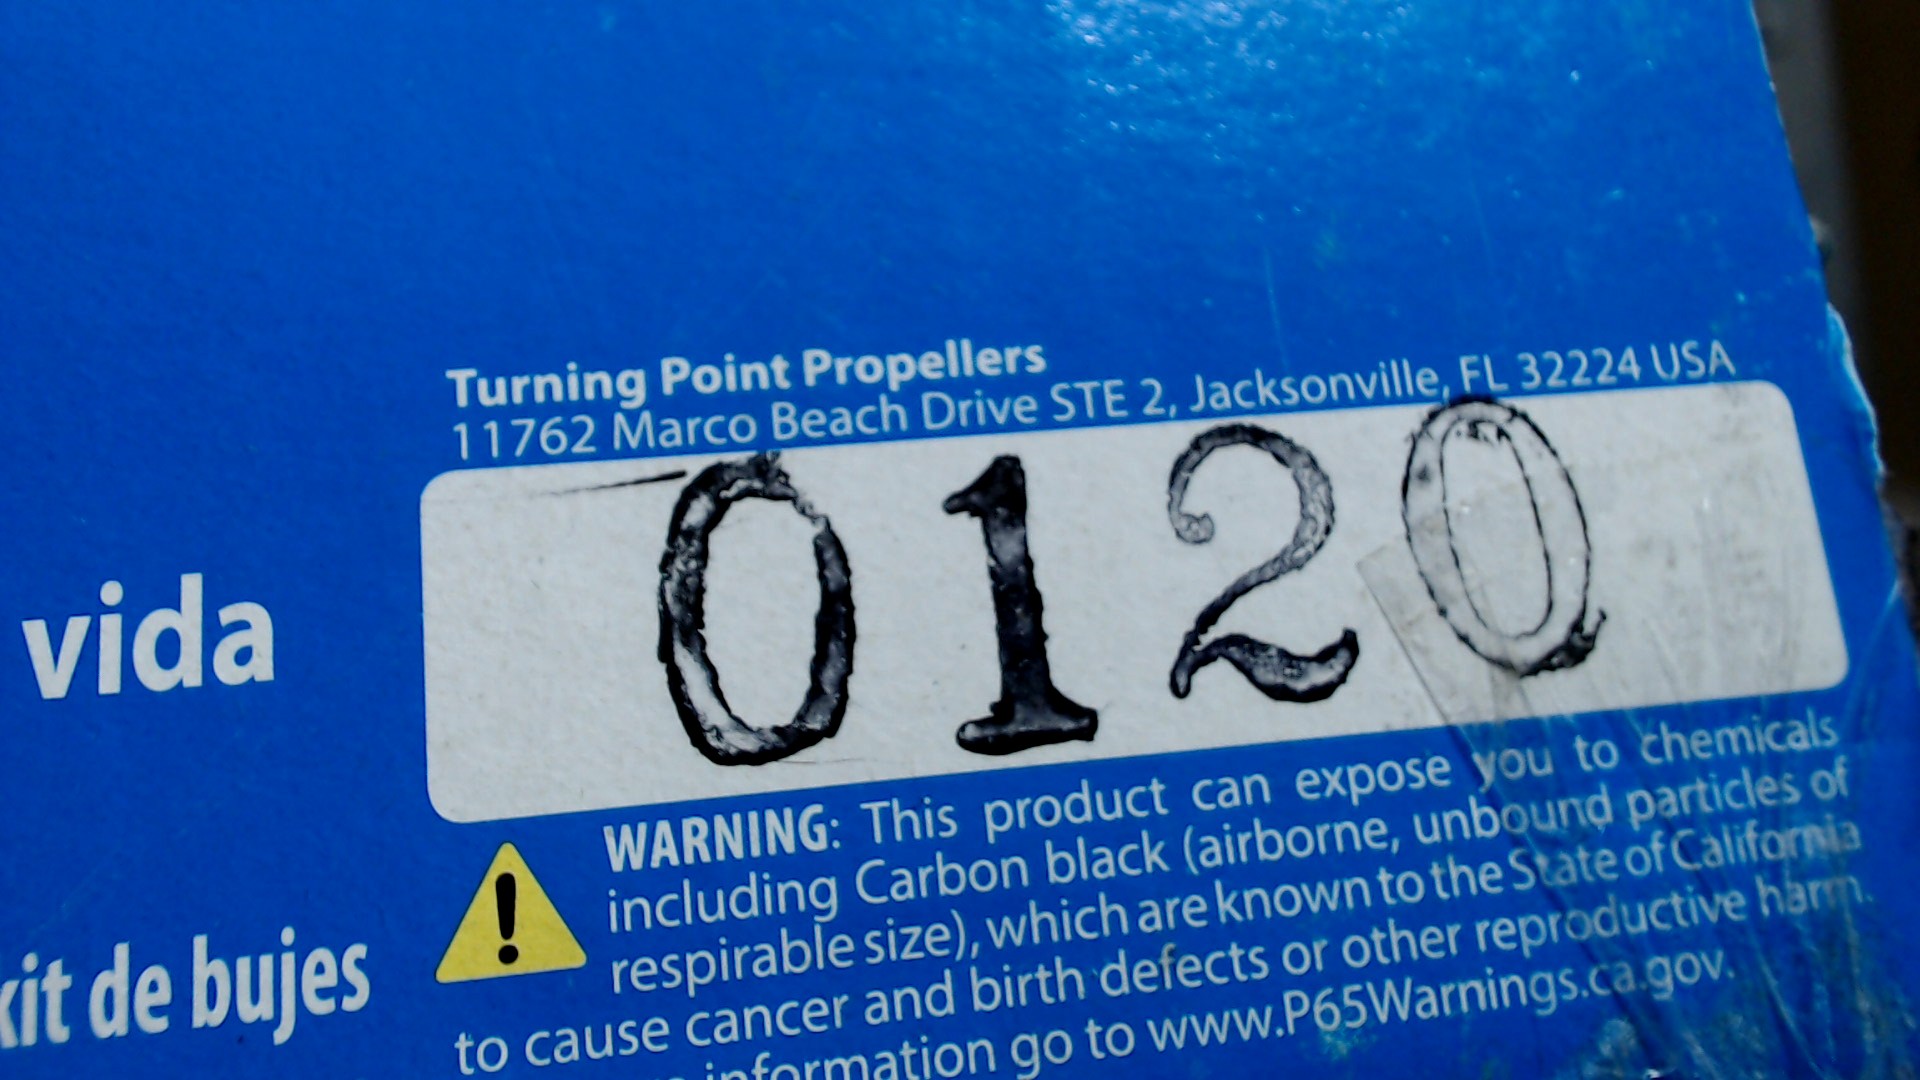 Turning Point Propellers
11762 Marco Beach Drive STE 2, Jacksonville, FL 32224 USA
0120
vida
WARNING: This product can expose you to chemicals
including Carbon black (airborne, unbound particles of
respirable size), which are known to the State of California
to cause cancer and birth defects or other reproductive harm.
information go to www.P65Warnings.ca.gov.
kit de bujes